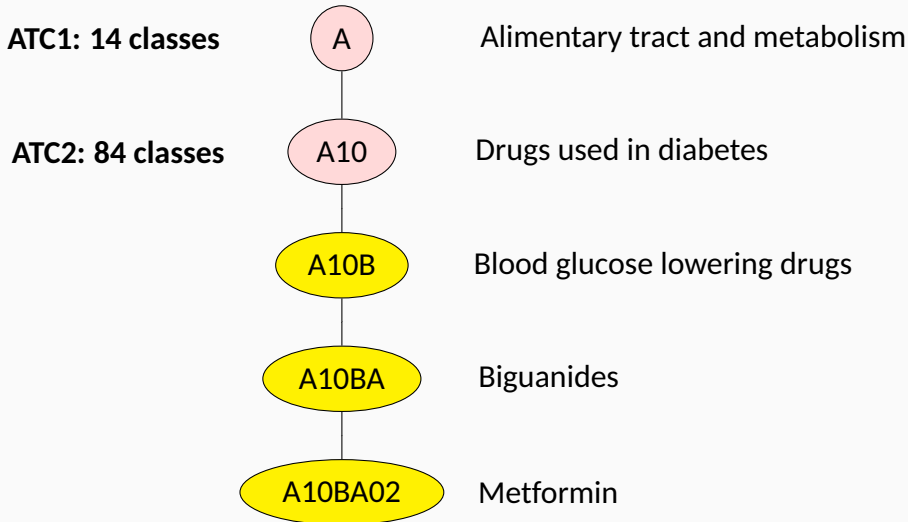 ATC1: 14 classes A Alimentary tract and metabolism
ATC2: 84 classes A10 Drugs used in diabetes
A10B Blood glucose lowering drugs
A10BA Biguanides
A10BA02 Metformin